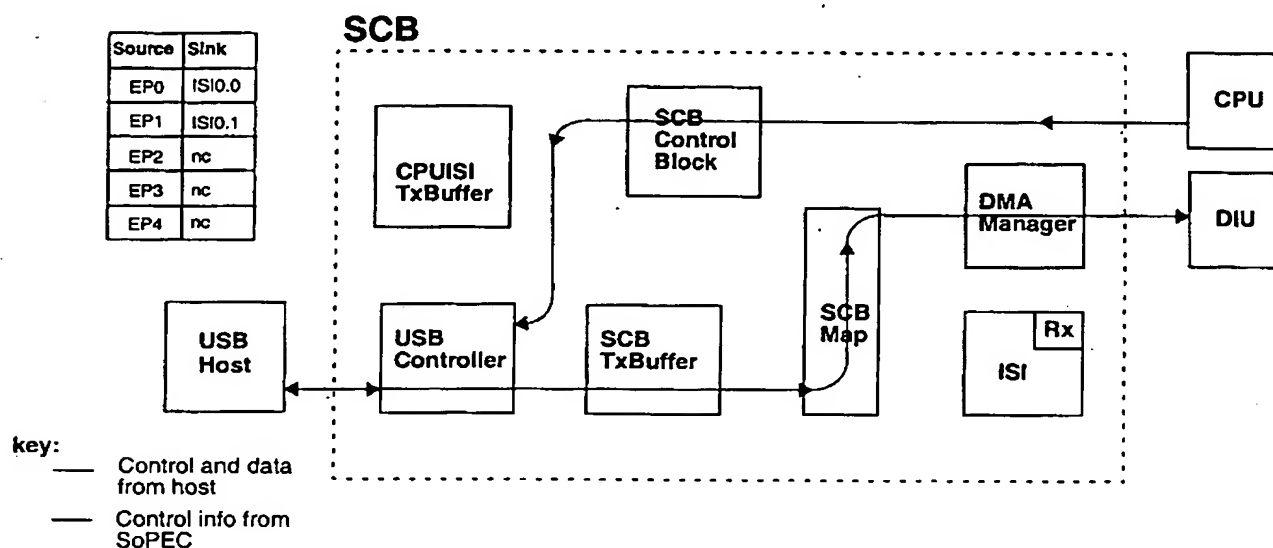 SCB
Source Sink
EP0 ISI0.0
EP1 ISI0.1
EP2 nc
EP3 nc
EP4 nc
CPUISI
TxBuffer
SCB
Control
Block
CPU
DMA
Manager
DIU
USB
Host
USB
Controller
SCB
TxBuffer
SCB
Map
Rx
ISI
key:
Control and data
from host
Control info from
SoPEC